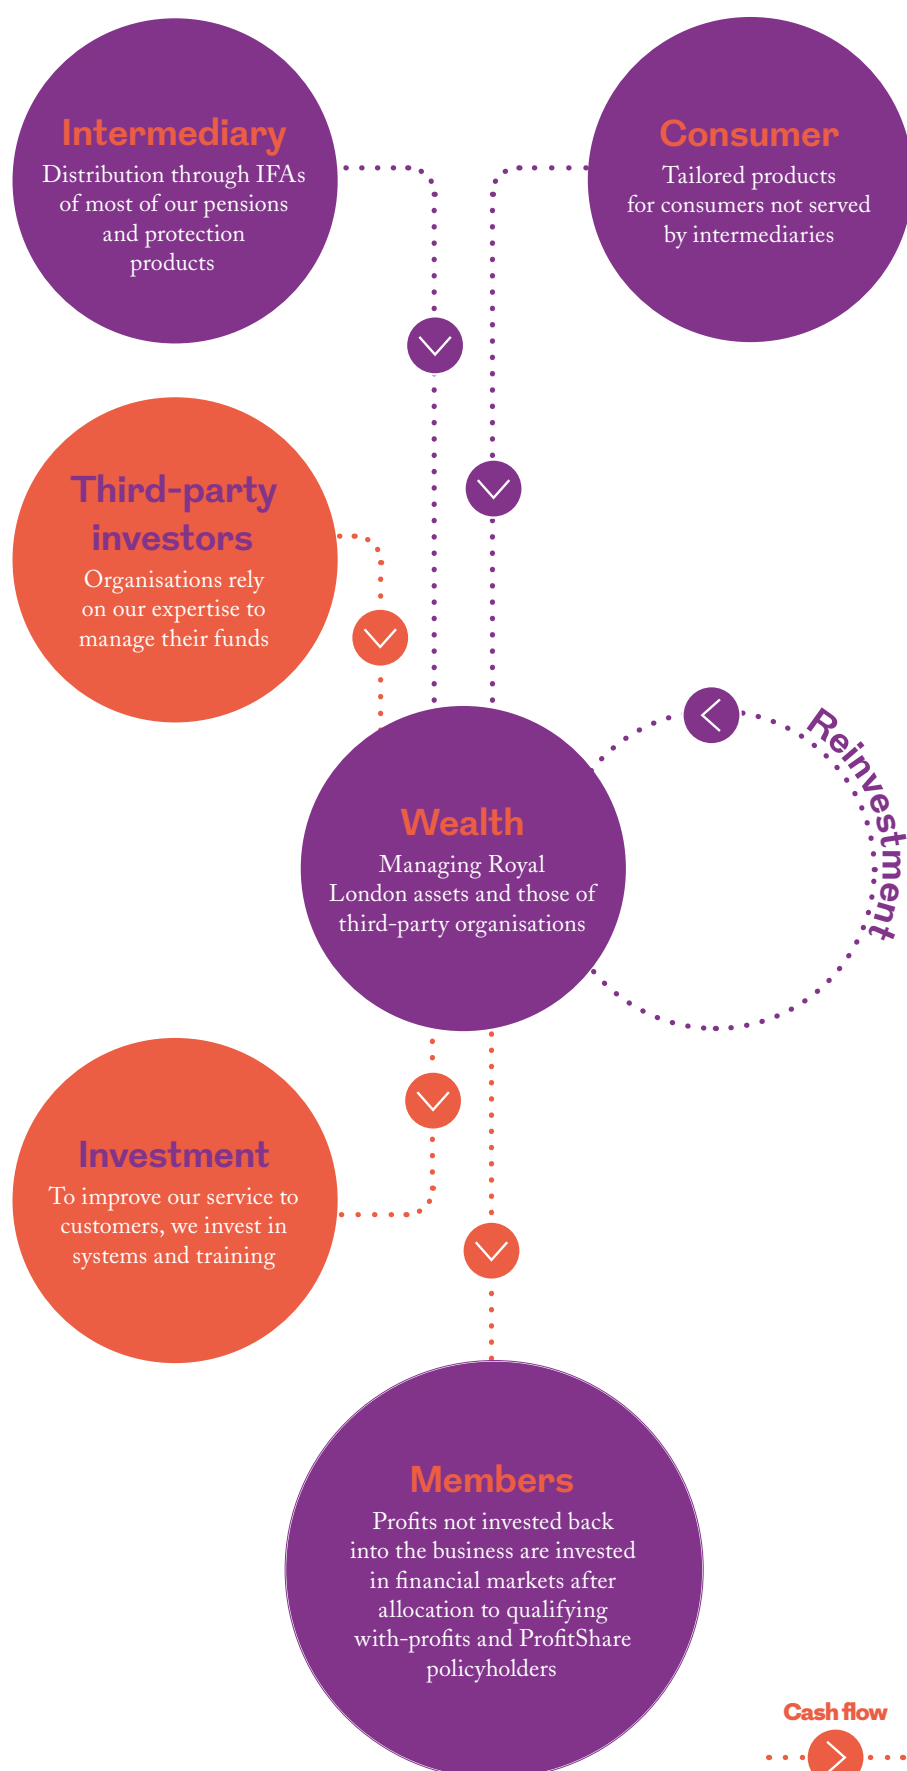 Intermediary
Distribution through IFAs
of most of our pensions
and protection
products
Consumer
Tailored products
for consumers not served
by intermediaries
Third-party
investors
Organisations rely
on our expertise to
manage their funds
Reinvestment
Wealth
Managing Royal
London assets and those of
third-party organisations
Investment
To improve our service to
customers, we invest in
systems and training
Members
Profits not invested back
into the business are invested
in financial markets after
allocation to qualifying
with-profits and ProfitShare
policyholders
Cash flow